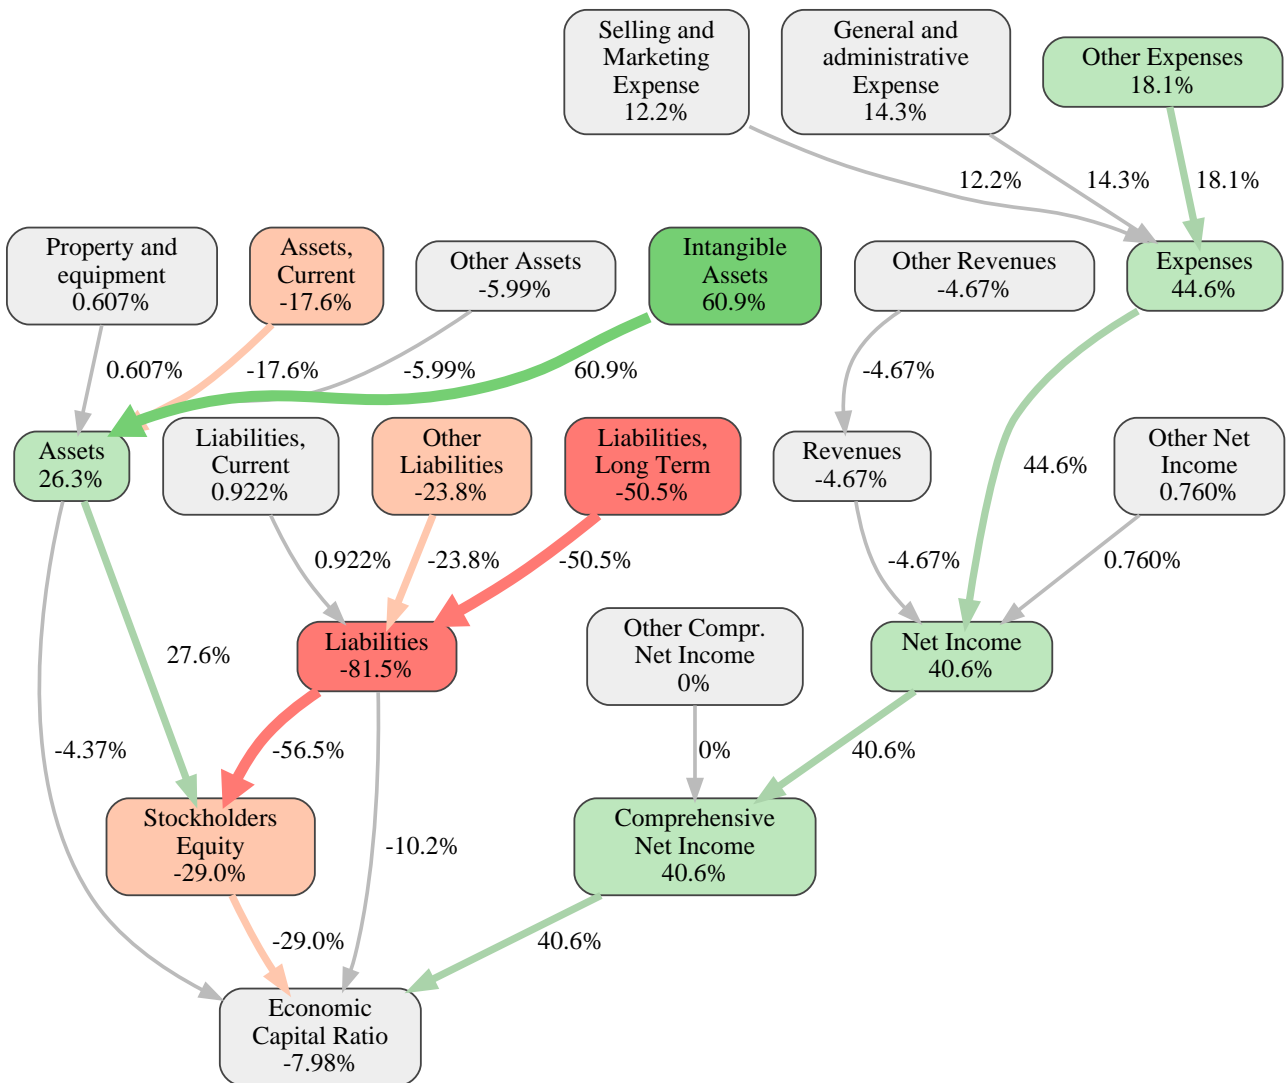 Selling and
Marketing
Expense
12.2%
General and
administrative
Expense
14.3%
Other Expenses
18.1%
12.2%
14.3%
18.1%
Property and
equipment
0.607%
Assets,
Current
-17.6%
Other Assets
-5.99%
Intangible
Assets
60.9%
Other Revenues
-4.67%
Expenses
44.6%
0.607%
-17.6%
-5.99%
60.9%
-4.67%
Assets
26.3%
Liabilities,
Current
0.922%
Other
Liabilities
-23.8%
Liabilities,
Long Term
-50.5%
Revenues
-4.67%
44.6%
Other Net
Income
0.760%
0.922%
-23.8%
-50.5%
-4.67%
0.760%
27.6%
Liabilities
-81.5%
Other Compr.
Net Income
0%
Net Income
40.6%
-4.37%
-56.5%
0%
40.6%
Stockholders
Equity
-29.0%
-10.2%
Comprehensive
Net Income
40.6%
-29.0%
40.6%
Economic
Capital Ratio
-7.98%